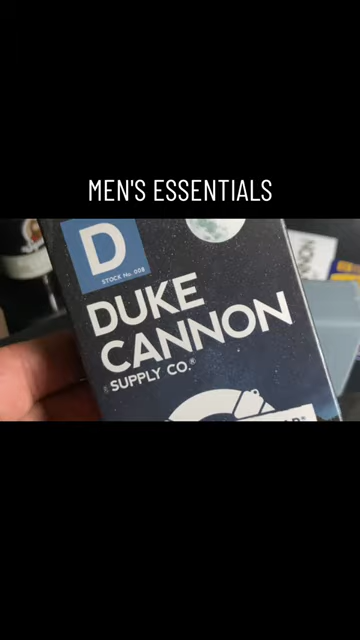 MEN'S ESSENTIALS
D
STOCK No. 008
DUKE
CANNON
SUPPLY CO.®